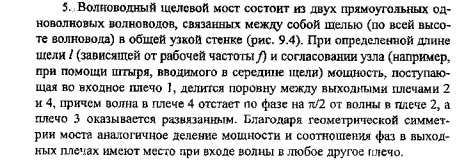 5. Волноводный щелевой мост состоит из двух прямоугольных од-
новолновых волноводов, связанных между собой щелью (по всей высо-
те волновода) в общей узкой стенке (рис. 9.4). При определенной длине
щели l (зависящей от рабочей частоты f) и согласовании узла (например,
при помощи штыря, вводимого в середине щели) мощность, поступаю-
щая во входное плечо 1, делится поровну между выходными плечами 2
и 4, причем волна в плече 4 отстает по фазе на π/2 от волны в плече 2, а
плечо 3 оказывается развязанным. Благодаря геометрической симмет-
рии моста аналогичное деление мощности и соотношения фаз в выход-
ных плечах имеют место при входе волны в любое другое плечо.